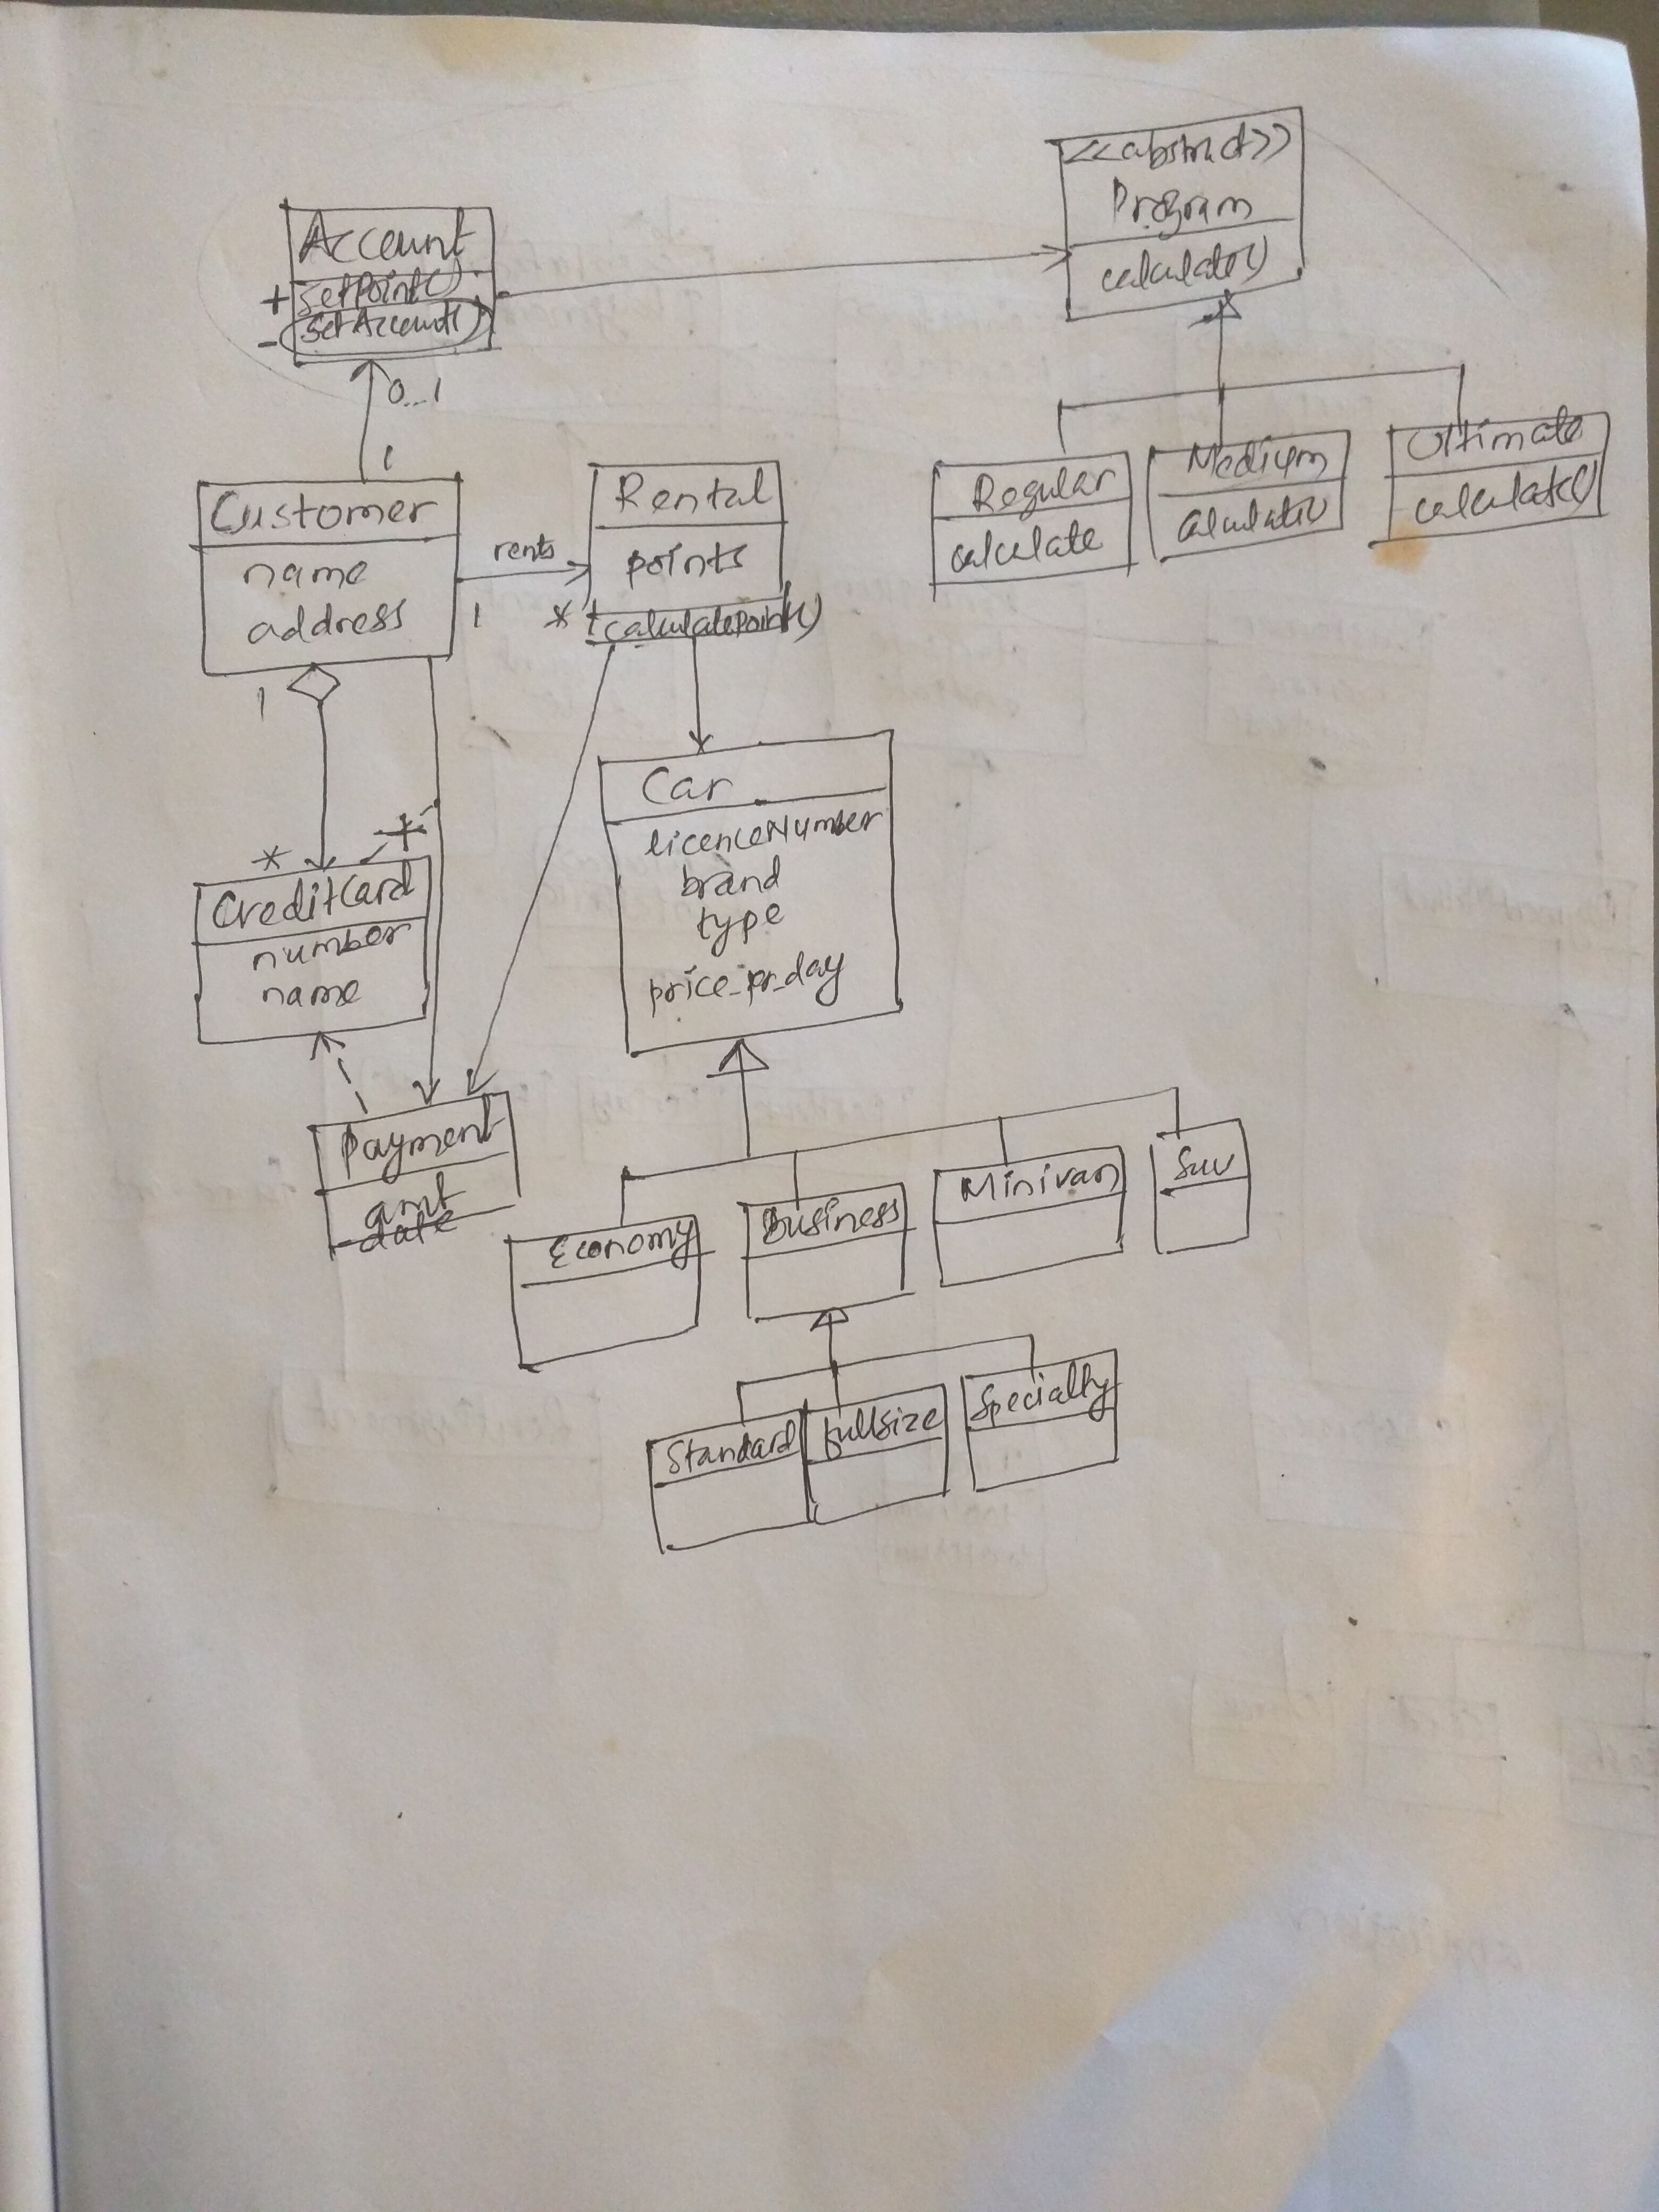 <<abstract>>
Program
calculate()
Account
+ setPoint()
- setAccount()
0..1
1
Customer
name
address
rents
1
*
Rental
points
+calculatePoint()
Regular
calculate
Medium
calculate()
Ultimate
calculate()
1
*
CreditCard
number
name
Car
licenceNumber
brand
type
price_pr_day
Payment
amt
date
Economy
Business
Minivan
Suv
Standard
fullsize
Specialty